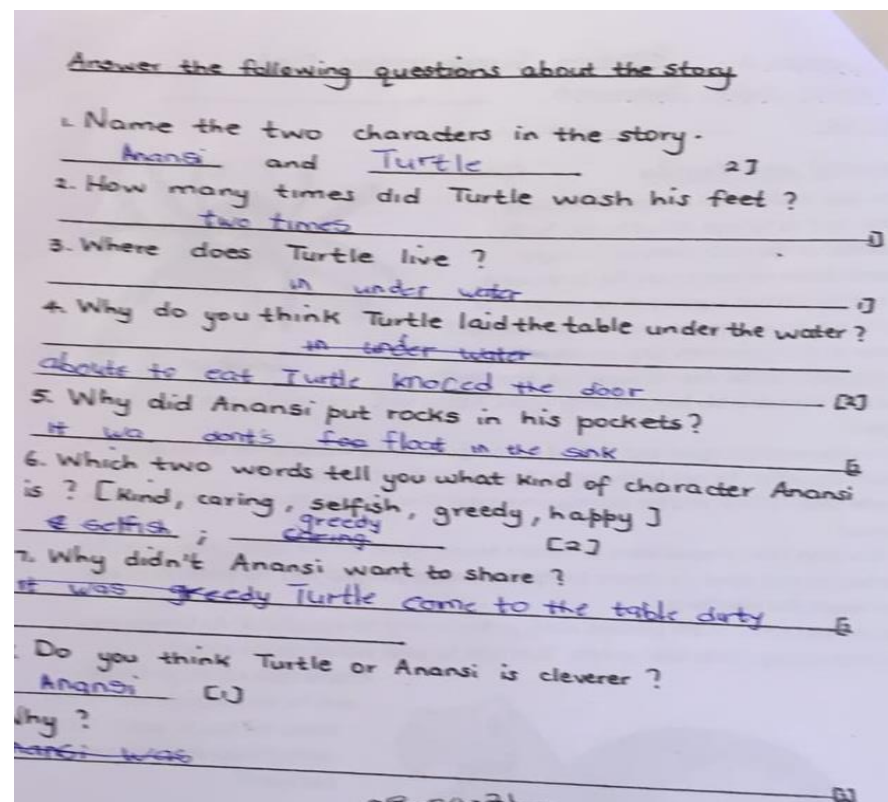 Answer the following questions about the story
1. Name the two characters in the story.
Anansi and Turtle 2]
2. How many times did Turtle wash his feet?
two times 1]
3. Where does Turtle live?
in under water 1]
4. Why do you think Turtle laid the table under the water?
in under water
abouts to eat Turtle knoced the door [2]
5. Why did Anansi put rocks in his pockets?
it wa dont's fee float in the sink
6. Which two words tell you what kind of character Anansi
is? [Kind, caring, selfish, greedy, happy]
selfish ; caring greedy [2]
7. Why didn't Anansi want to share?
it was greedy Turtle come to the table duty
Do you think Turtle or Anansi is cleverer?
Anansi [1]
Why?
was